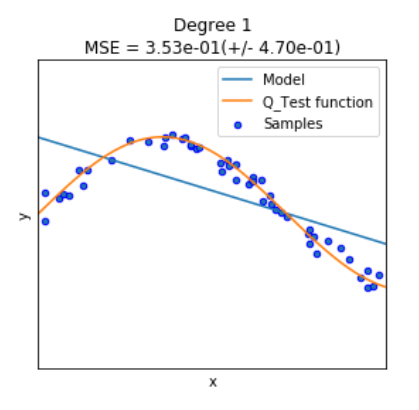 Degree 1
MSE = 3.53e-01(+/- 4.70e-01)
Model
Q_Test function
Samples
y
x